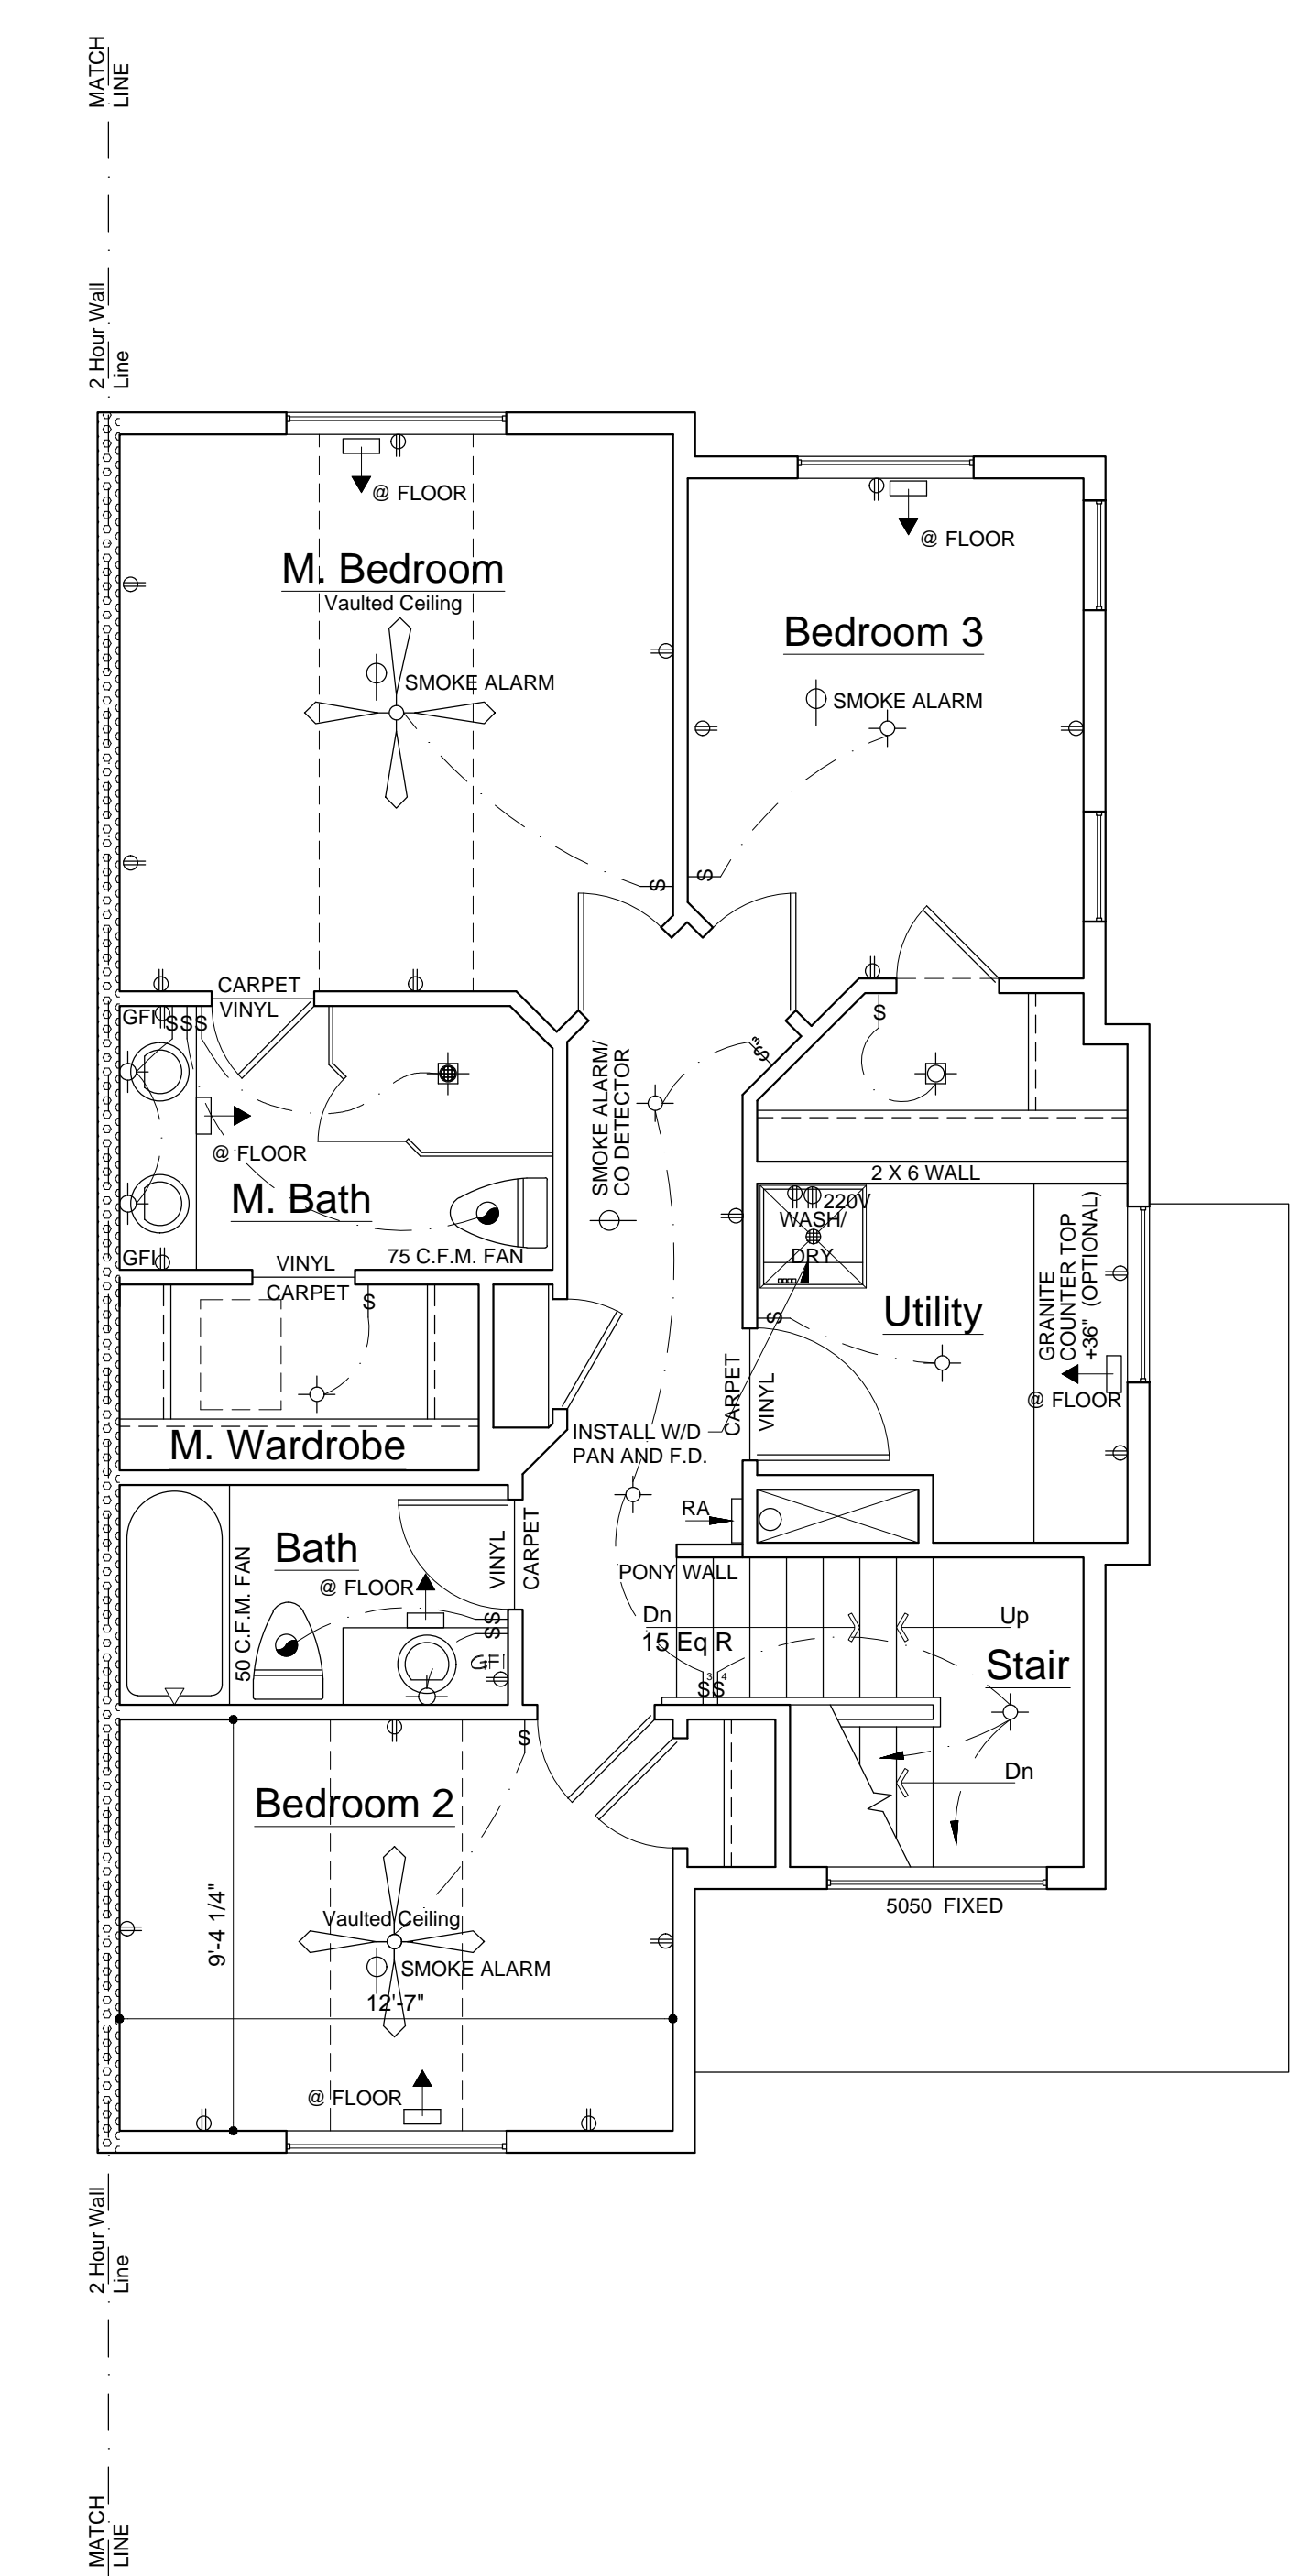 MATCH
LINE
2 Hour Wall
Line
@ FLOOR
@ FLOOR
M. Bedroom
Vaulted Ceiling
SMOKE ALARM
Bedroom 3
SMOKE ALARM
S
S
CARPET
VINYL
GFI
SSS
S
S3
SMOKE ALARM/
CO DETECTOR
@ FLOOR
M. Bath
GFI
75 C.F.M. FAN
2 X 6 WALL
220V
WASH/
DRY
GRANITE
COUNTER TOP
+36" (OPTIONAL)
VINYL
CARPET
S
S
Utility
@ FLOOR
CARPET
VINYL
M. Wardrobe
INSTALL W/D
PAN AND F.D.
RA
Bath
@ FLOOR
50 C.F.M. FAN
VINYL
CARPET
SS
GFI
PONY WALL
Dn
15 Eq R
Up
Stair
3 4
SS
S
Dn
Bedroom 2
5050 FIXED
9'-4 1/4"
Vaulted Ceiling
SMOKE ALARM
12'-7"
@ FLOOR
2 Hour Wall
Line
MATCH
LINE